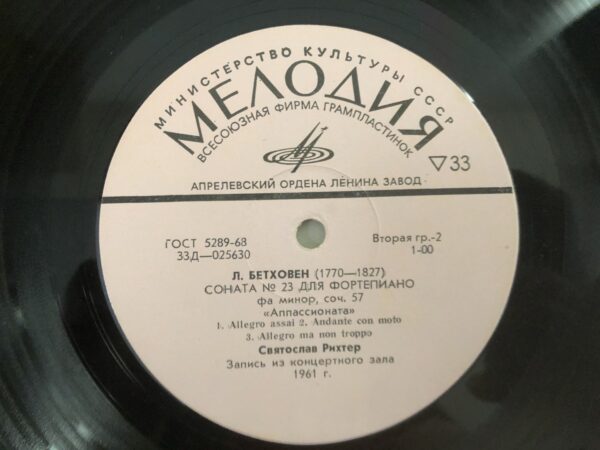 МИНИСТЕРСТВО КУЛЬТУРЫ СССР
МЕЛОДИЯ
ВСЕСОЮЗНАЯ ФИРМА ГРАМПЛАСТИНОК
▽33
АПРЕЛЕВСКИЙ ОРДЕНА ЛЕНИНА ЗАВОД
ГОСТ 5289-68
Вторая гр.-2
33Д—025630
1-00
Л. БЕТХОВЕН (1770—1827)
СОНАТА № 23 ДЛЯ ФОРТЕПИАНО
фа минор, соч. 57
«Аппассионата»
1. Allegro assai 2. Andante con moto
3. Allegro ma non troppo
Святослав Рихтер
Запись из концертного зала
1961 г.